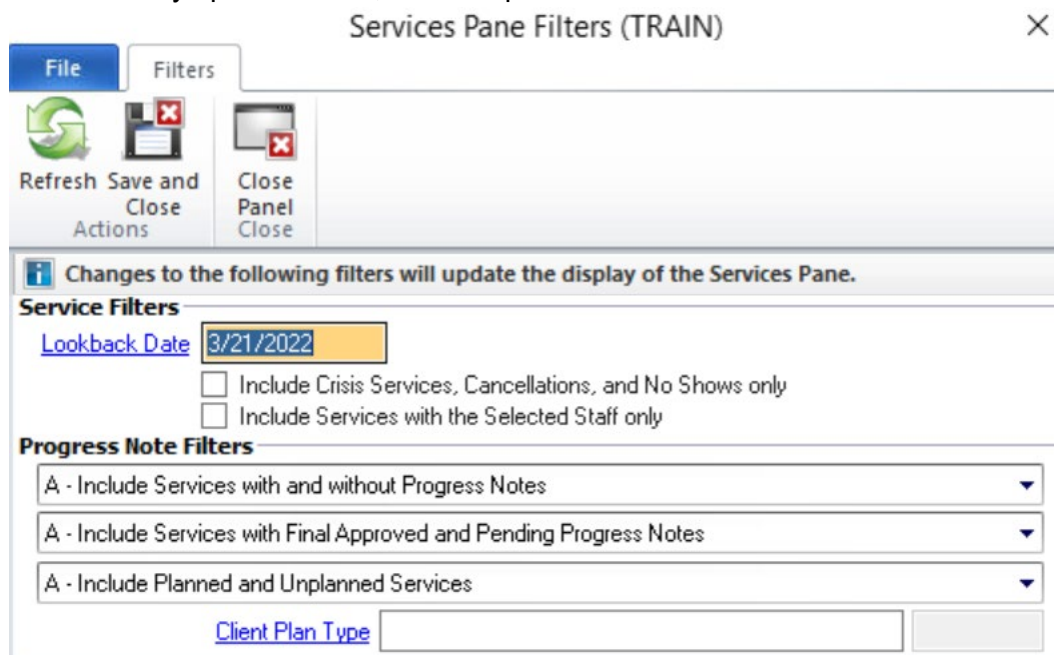 Services Pane Filters (TRAIN)
File Filters
Refresh Save and Close Close Panel
Actions Close
Changes to the following filters will update the display of the Services Pane.
Service Filters
Lookback Date 3/21/2022
Include Crisis Services, Cancellations, and No Shows only
Include Services with the Selected Staff only
Progress Note Filters
A - Include Services with and without Progress Notes
A - Include Services with Final Approved and Pending Progress Notes
A - Include Planned and Unplanned Services
Client Plan Type